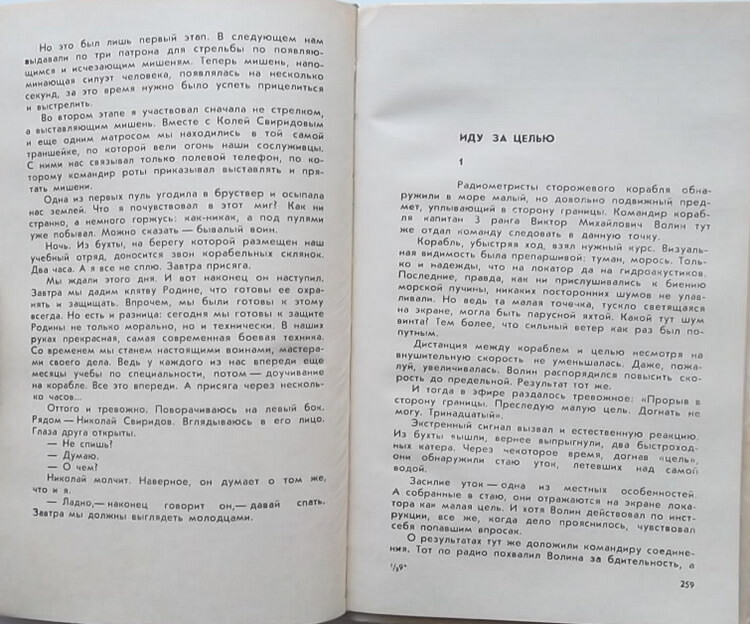 Но это был лишь первый этап. В следующем нам
выдавали по три патрона для стрельбы по появляю-
щимся и исчезающим мишеням. Теперь мишень, напо-
минающая силуэт человека, появлялась на несколько
секунд, за это время нужно было успеть прицелиться
и выстрелить.
Во втором этапе я участвовал сначала не стрелком,
а выставляющим мишень. Вместе с Колей Свиридовым
и еще одним матросом мы находились в той самой
траншейке, по которой вели огонь наши сослуживцы.
С ними нас связывал только полевой телефон, по ко-
торому командир роты приказывал выставлять и пря-
тать мишени.
Одна из первых пуль угодила в бруствер и осыпала
нас землей. Что я почувствовал в этот миг? Как ни
странно, а немного горжусь: как-никак, а под пулями
уже побывал. Можно сказать — бывалый воин.
Ночь. Из бухты, на берегу которой размещен наш
учебный отряд, доносится звон корабельных склянок.
Два часа. А я все не сплю. Завтра присяга.
Мы ждали этого дня. И вот наконец он наступил.
Завтра мы дадим клятву Родине, что готовы ее охра-
нять и защищать. Впрочем, мы были готовы к этому
всегда. Но есть и разница: сегодня мы готовы к защите
Родины не только морально, но и технически. В наших
руках прекрасная, самая современная боевая техника.
Со временем мы станем настоящими воинами, мастера-
ми своего дела. Ведь у каждого из нас впереди еще
месяцы учебы по специальности, потом — доучивание
на корабле. Все это впереди. А присяга через несколь-
ко часов...
Оттого и тревожно. Поворачиваюсь на левый бок.
Рядом — Николай Свиридов. Вглядываюсь в его лицо.
Глаза друга открыты.
— Не спишь!
— Думаю.
— О чем?
Николай молчит. Наверное, он думает о том же,
что и я.
— Ладно,— наконец говорит он,— давай спать.
Завтра мы должны выглядеть молодцами.
ИДУ ЗА ЦЕЛЬЮ
1
Радиометристы сторожевого корабля обна-
ружили в море малый, но довольно подвижный пред-
мет, уплывающий в сторону границы. Командир кораб-
ля капитан 3 ранга Виктор Михайлович Волин тут
же отдал команду следовать в данную точку.
Корабль, убыстряя ход, взял нужный курс. Визуаль-
ная видимость была препаршивой: туман, морось. Толь-
ко и надежды, что на локатор да на гидроакустиков.
Последние, правда, как ни прислушивались к биению
морской пучины, никаких посторонних шумов не улав-
ливали. Но ведь та малая точечка, тускло светящаяся
на экране, могла быть парусной яхтой. Какой тут шум
винта! Тем более, что сильный ветер как раз был по-
путным.
Дистанция между кораблем и целью несмотря на
внушительную скорость не уменьшалась. Даже, пожа-
луй, увеличивалась. Волин распорядился повысить ско-
рость до предельной. Результат тот же.
И тогда в эфире раздалось тревожное: «Прорыв в
сторону границы. Преследую малую цель. Догнать не
могу. Тринадцатый».
Экстренный сигнал вызвал и естественную реакцию.
Из бухты вышли, вернее выпрыгнули, два быстроход-
ных катера. Через некоторое время, догнав «цель»,
они обнаружили стаю уток, летевших над самой
водой.
Засилие уток — одна из местных особенностей.
А собранные в стаю, они отражаются на экране лока-
тора как малая цель. И хотя Волин действовал по инст-
рукции, все же, когда дело прояснилось, чувствовал
себя попавшим впросак.
О результатах тут же доложили командиру соедине-
ния. Тот по радио похвалил Волина за бдительность, а
1/59*
259